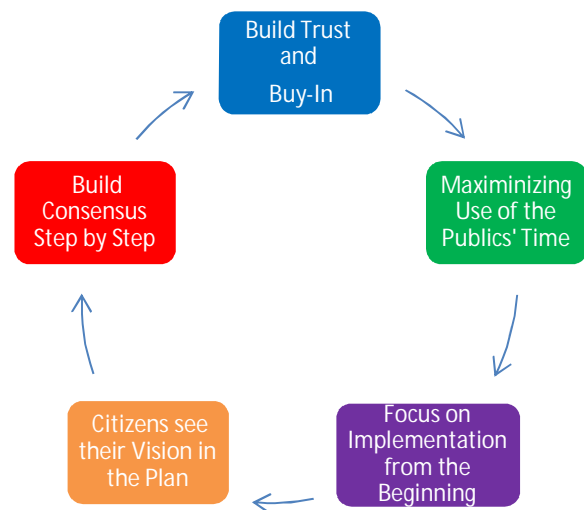 Build Trust
and
Buy-In
Maximinizing
Use of the
Publics' Time
Focus on
Implementation
from the
Beginning
Citizens see
their Vision in
the Plan
Build
Consensus
Step by Step